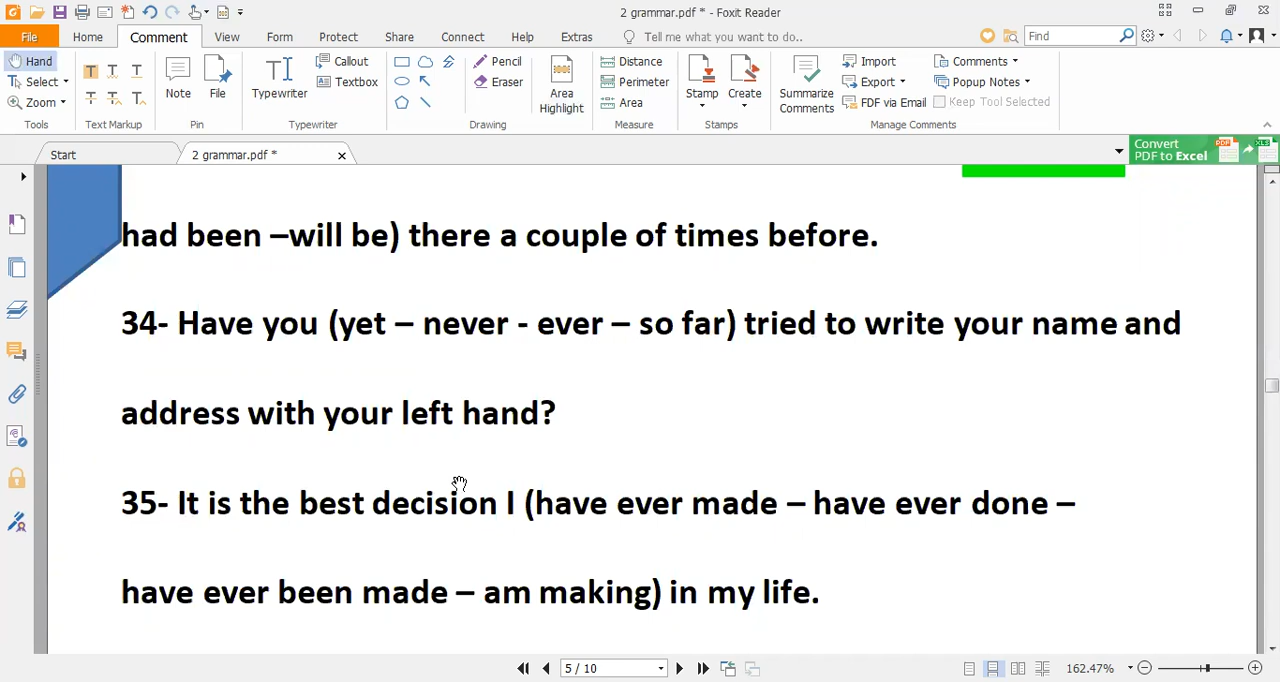 2 grammar.pdf * - Foxit Reader
File Home Comment View Form Protect Share Connect Help Extras Tell me what you want to do.. Find
Hand
Select
Zoom
Tools
T T T
T T T
Text Markup
Note
File
Pin
Typewriter
Callout
Textbox
Typewriter
Pencil
Eraser
Drawing
Area
Highlight
Distance
Perimeter
Area
Measure
Stamp
Create
Stamps
Summarize
Comments
Import
Export
FDF via Email
Comments
Popup Notes
Keep Tool Selected
Manage Comments
Start
2 grammar.pdf *
Convert
PDF to Excel
had been –will be) there a couple of times before.
34- Have you (yet – never - ever – so far) tried to write your name and
address with your left hand?
35- It is the best decision I (have ever made – have ever done –
have ever been made – am making) in my life.
5 / 10
162.47%